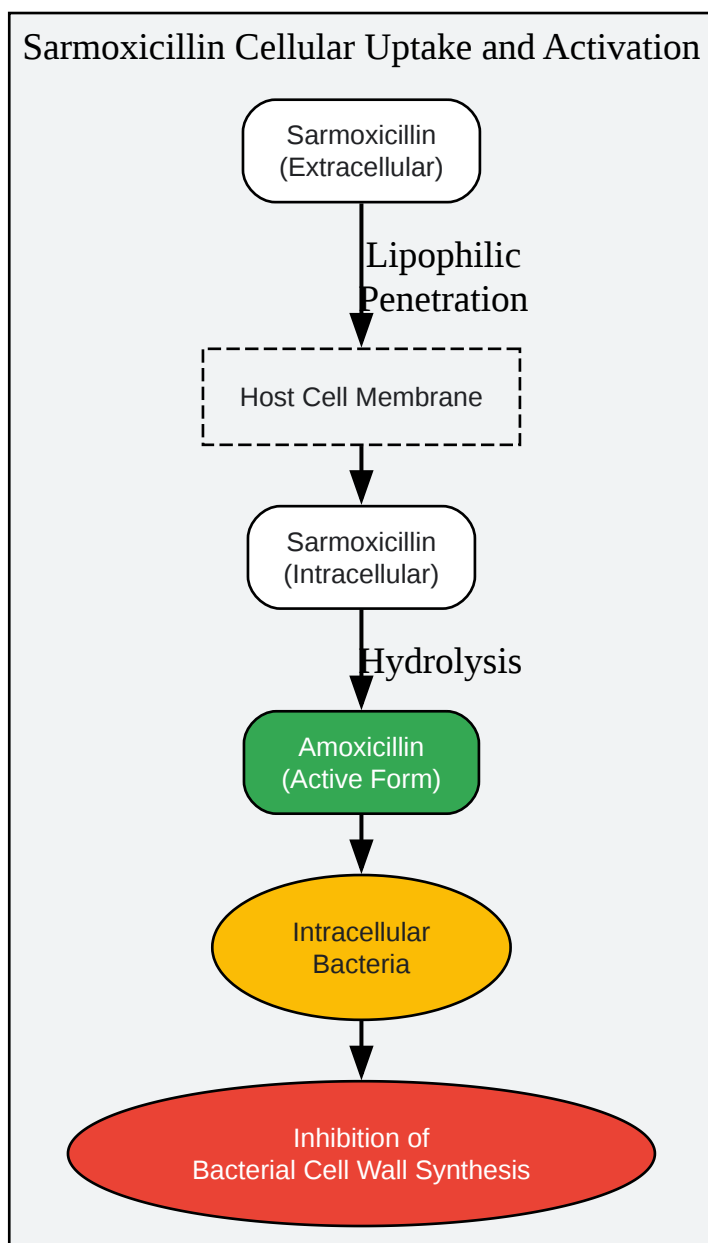 Sarmoxicillin Cellular Uptake and Activation
Sarmoxicillin
(Extracellular)
Lipophilic
Penetration
Host Cell Membrane
Sarmoxicillin
(Intracellular)
Hydrolysis
Amoxicillin
(Active Form)
Intracellular
Bacteria
Inhibition of
Bacterial Cell Wall Synthesis